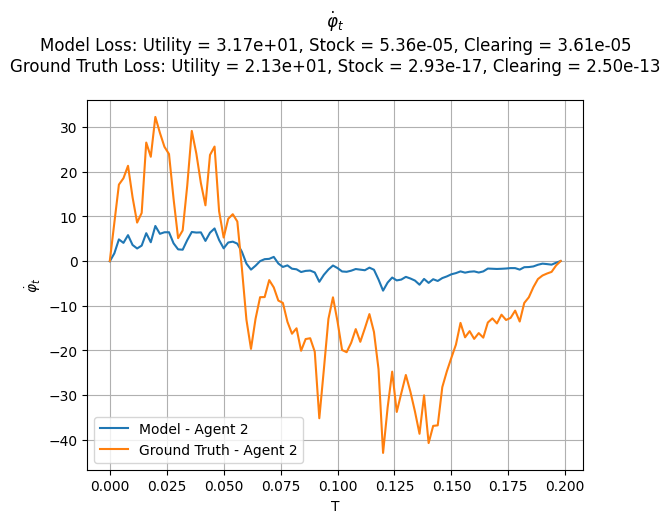 φ̇ₜ
Model Loss: Utility = 3.17e+01, Stock = 5.36e-05, Clearing = 3.61e-05
Ground Truth Loss: Utility = 2.13e+01, Stock = 2.93e-17, Clearing = 2.50e-13
30
20
10
0
−10
−20
−30
−40
φ̇ₜ
Model - Agent 2
Ground Truth - Agent 2
0.000 0.025 0.050 0.075 0.100 0.125 0.150 0.175 0.200
T